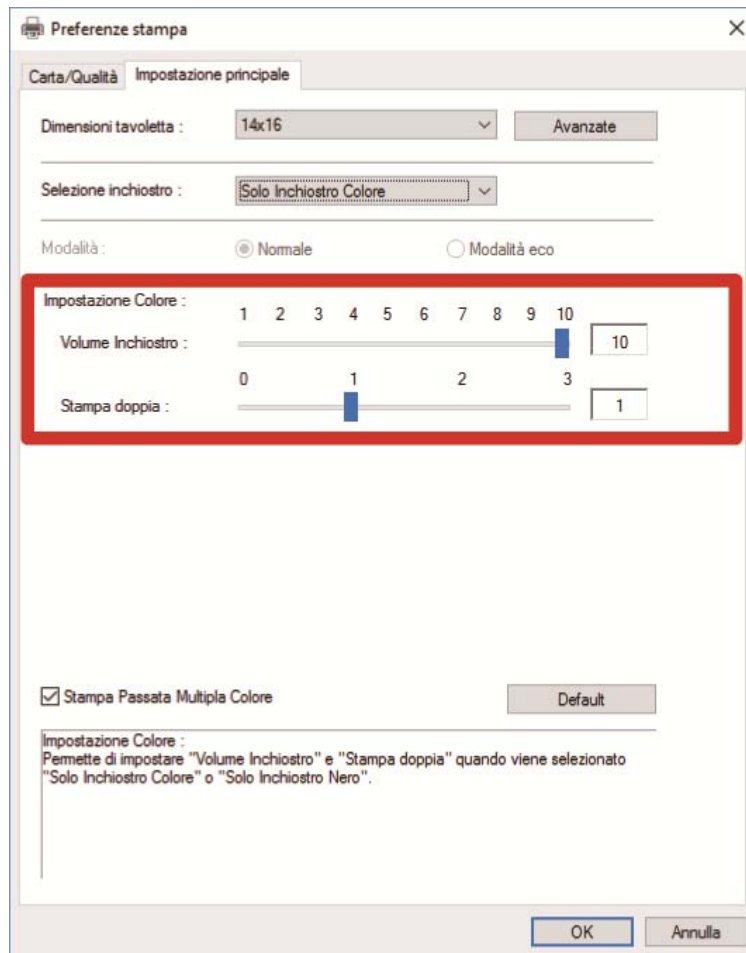 Preferenze stampa
Carta/Qualità Impostazione principale
Dimensioni tavoletta : 14x16 Avanzate
Selezione inchiostro : Solo Inchiostro Colore
Modalità : Normale Modalità eco
Impostazione Colore :
1 2 3 4 5 6 7 8 9 10
Volume Inchiostro : 10
0 1 2 3
Stampa doppia : 1
Stampa Passata Multipla Colore Default
Impostazione Colore :
Permette di impostare "Volume Inchiostro" e "Stampa doppia" quando viene selezionato
"Solo Inchiostro Colore" o "Solo Inchiostro Nero".
OK Annulla